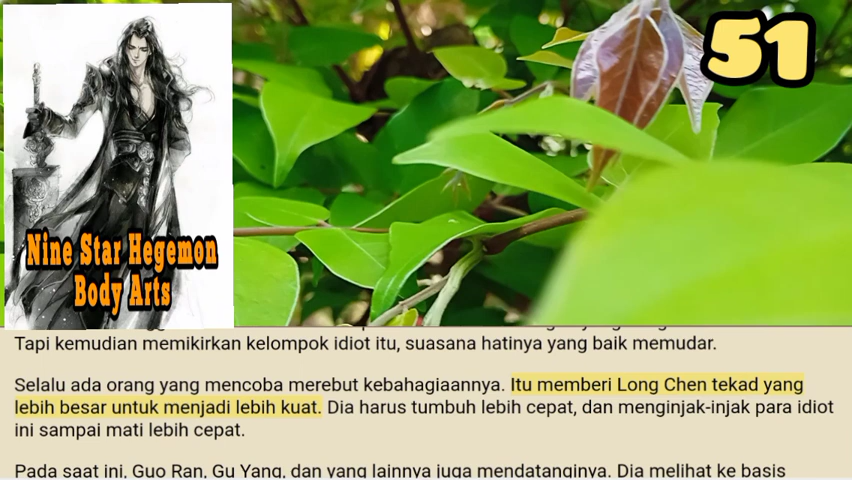 51
Nine Star Hegemon
Body Arts
Tapi kemudian memikirkan kelompok idiot itu, suasana hatinya yang baik memudar.
Selalu ada orang yang mencoba merebut kebahagiaannya. Itu memberi Long Chen tekad yang
lebih besar untuk menjadi lebih kuat. Dia harus tumbuh lebih cepat, dan menginjak-injak para idiot
ini sampai mati lebih cepat.
Pada saat ini, Guo Ran, Gu Yang, dan yang lainnya juga mendatanginya. Dia melihat ke basis